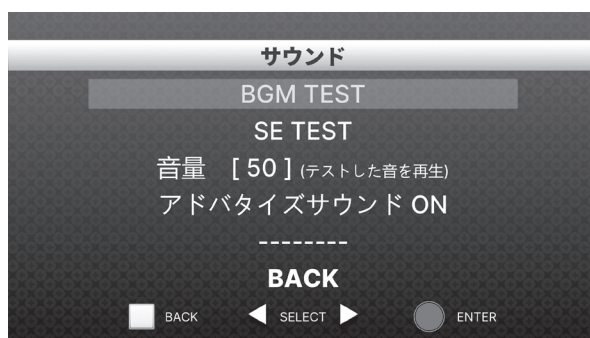 サウンド
BGM TEST
SE TEST
音量 [ 50 ] (テストした音を再生)
アドバタイズサウンド ON
--------
BACK
BACK SELECT ENTER